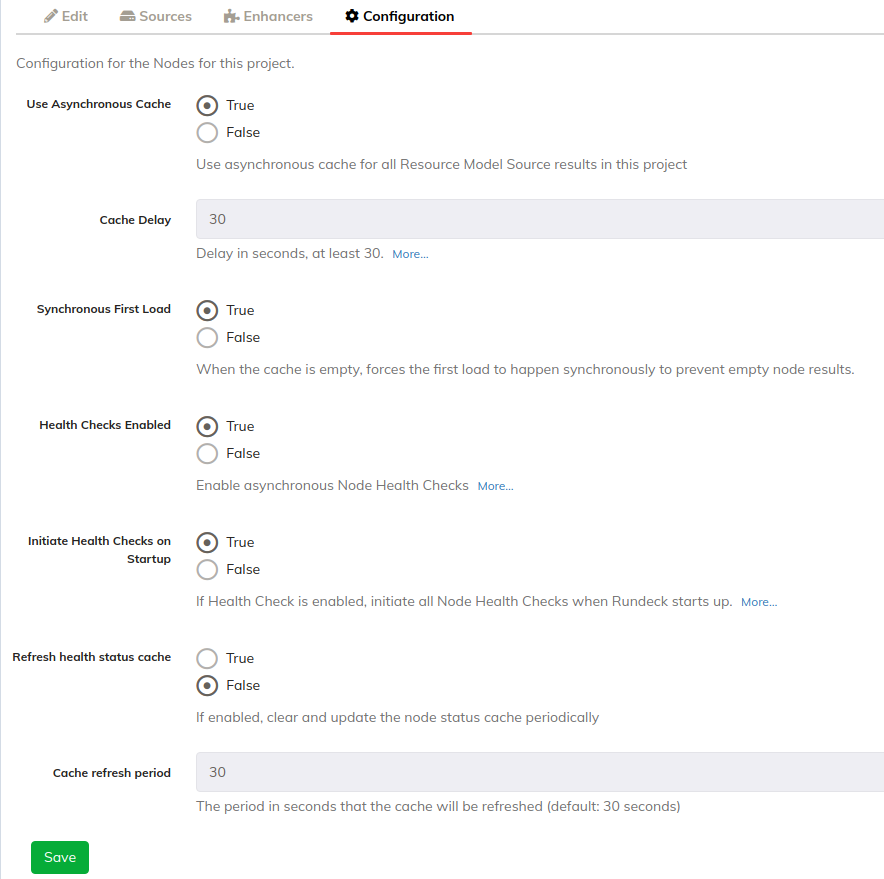 Edit Sources Enhancers Configuration
Configuration for the Nodes for this project.
Use Asynchronous Cache
True
False
Use asynchronous cache for all Resource Model Source results in this project
Cache Delay
30
Delay in seconds, at least 30. More...
Synchronous First Load
True
False
When the cache is empty, forces the first load to happen synchronously to prevent empty node results.
Health Checks Enabled
True
False
Enable asynchronous Node Health Checks More...
Initiate Health Checks on
Startup
True
False
If Health Check is enabled, initiate all Node Health Checks when Rundeck starts up. More...
Refresh health status cache
True
False
If enabled, clear and update the node status cache periodically
Cache refresh period
30
The period in seconds that the cache will be refreshed (default: 30 seconds)
Save